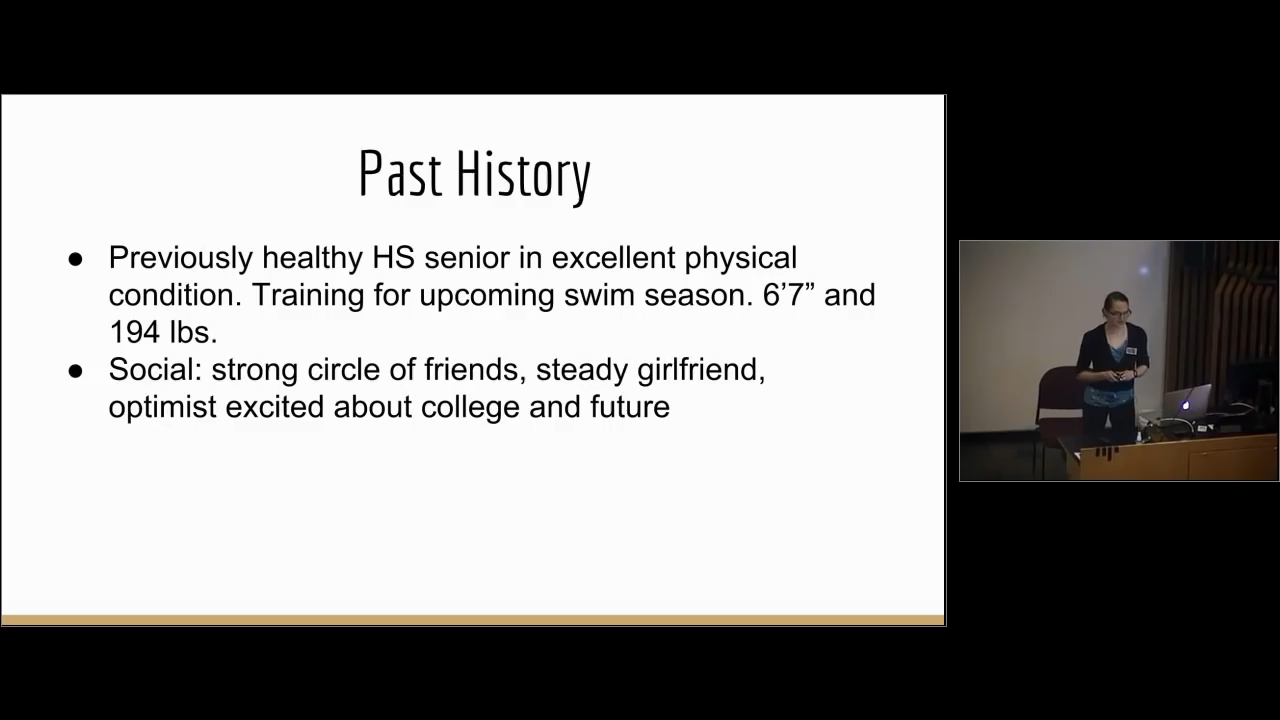 Past History
● Previously healthy HS senior in excellent physical
condition. Training for upcoming swim season. 6’7” and
194 lbs.
● Social: strong circle of friends, steady girlfriend,
optimist excited about college and future